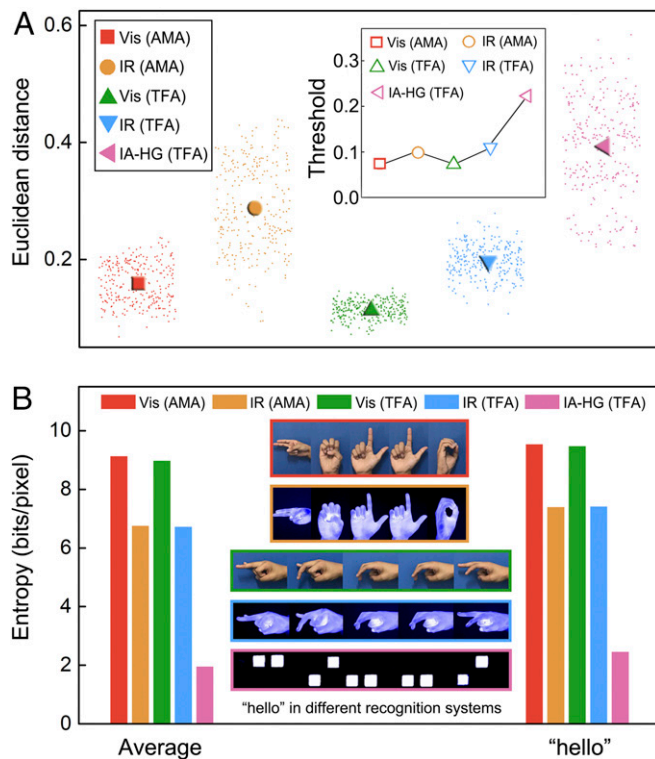 A
Euclidean distance
0.6
0.4
0.2
Vis (AMA)
IR (AMA)
Vis (TFA)
IR (TFA)
IA-HG (TFA)
Threshold
0.3
0.2
0.1
0.0
Vis (AMA)
IR (AMA)
Vis (TFA)
IR (TFA)
IA-HG (TFA)
B
Vis (AMA)
IR (AMA)
Vis (TFA)
IR (TFA)
IA-HG (TFA)
Entropy (bits/pixel)
10
8
6
4
2
0
"hello" in different recognition systems
Average
"hello"